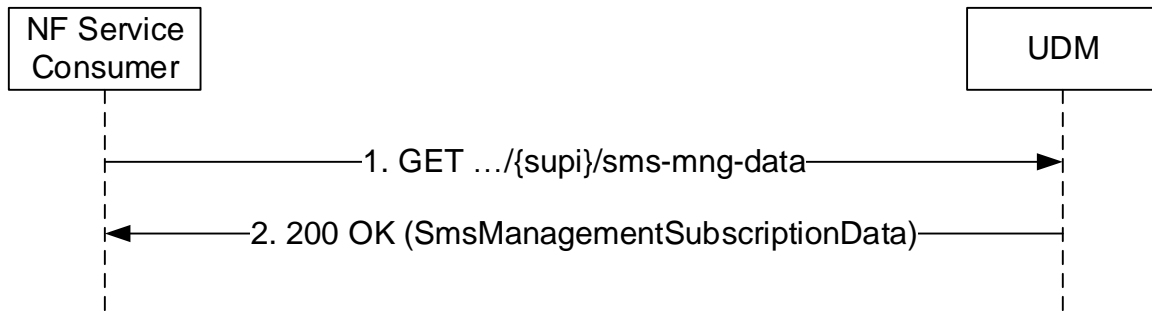 NF Service
Consumer
UDM
1. GET …/{supi}/sms-mng-data
2. 200 OK (SmsManagementSubscriptionData)